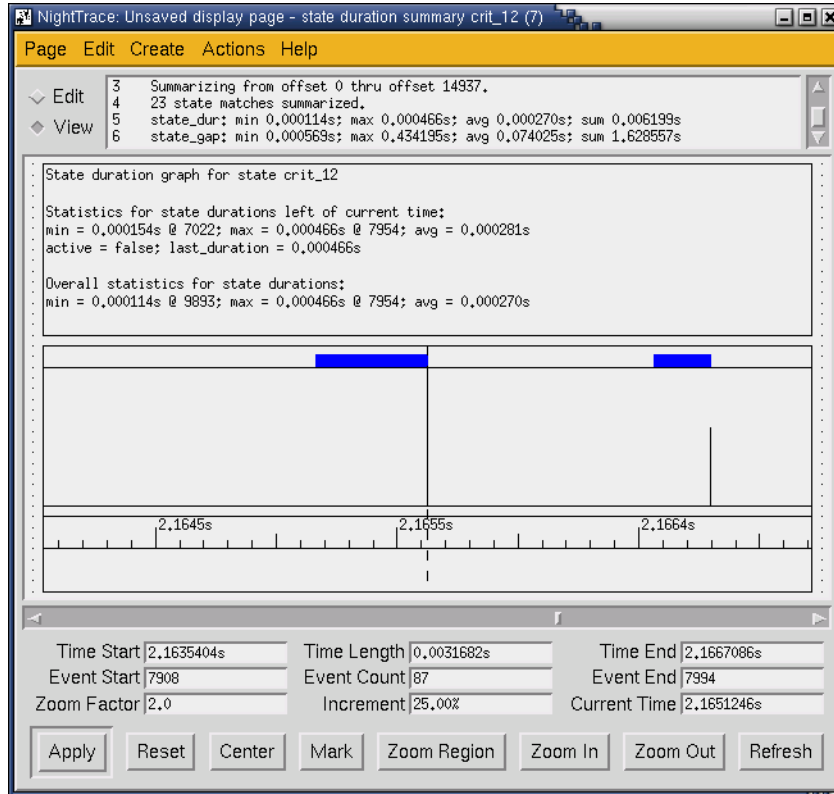 NightTrace: Unsaved display page - state duration summary crit_12 (7)
Page Edit Create Actions Help
Edit
View
3 Summarizing from offset 0 thru offset 14937.
4 23 state matches summarized.
5 state_dur: min 0.000114s; max 0.000466s; avg 0.000270s; sum 0.006199s
6 state_gap: min 0.000569s; max 0.434195s; avg 0.074025s; sum 1.628557s
State duration graph for state crit_12
Statistics for state durations left of current time:
min = 0.000154s @ 7022; max = 0.000466s @ 7954; avg = 0.000281s
active = false; last_duration = 0.000466s
Overall statistics for state durations:
min = 0.000114s @ 9893; max = 0.000466s @ 7954; avg = 0.000270s
2.1645s 2.1655s 2.1664s
Time Start 2.1635404s Time Length 0.0031682s Time End 2.1667086s
Event Start 7908 Event Count 87 Event End 7994
Zoom Factor 2.0 Increment 25.00% Current Time 2.1651246s
Apply Reset Center Mark Zoom Region Zoom In Zoom Out Refresh